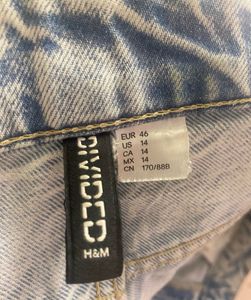 DIVIDED
H&M
EUR 46
US 14
CA 14
MX 14
CN 170/88B